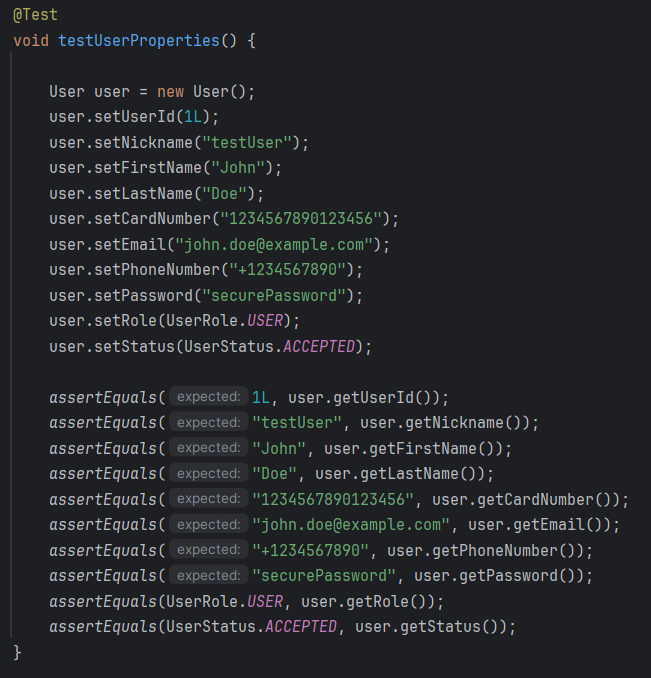 @Test
void testUserProperties() {
User user = new User();
user.setUserId(1L);
user.setNickname("testUser");
user.setFirstName("John");
user.setLastName("Doe");
user.setCardNumber("1234567890123456");
user.setEmail("john.doe@example.com");
user.setPhoneNumber("+1234567890");
user.setPassword("securePassword");
user.setRole(UserRole.USER);
user.setStatus(UserStatus.ACCEPTED);
assertEquals( expected: 1L, user.getUserId());
assertEquals( expected: "testUser", user.getNickname());
assertEquals( expected: "John", user.getFirstName());
assertEquals( expected: "Doe", user.getLastName());
assertEquals( expected: "1234567890123456", user.getCardNumber());
assertEquals( expected: "john.doe@example.com", user.getEmail());
assertEquals( expected: "+1234567890", user.getPhoneNumber());
assertEquals( expected: "securePassword", user.getPassword());
assertEquals(UserRole.USER, user.getRole());
assertEquals(UserStatus.ACCEPTED, user.getStatus());
}